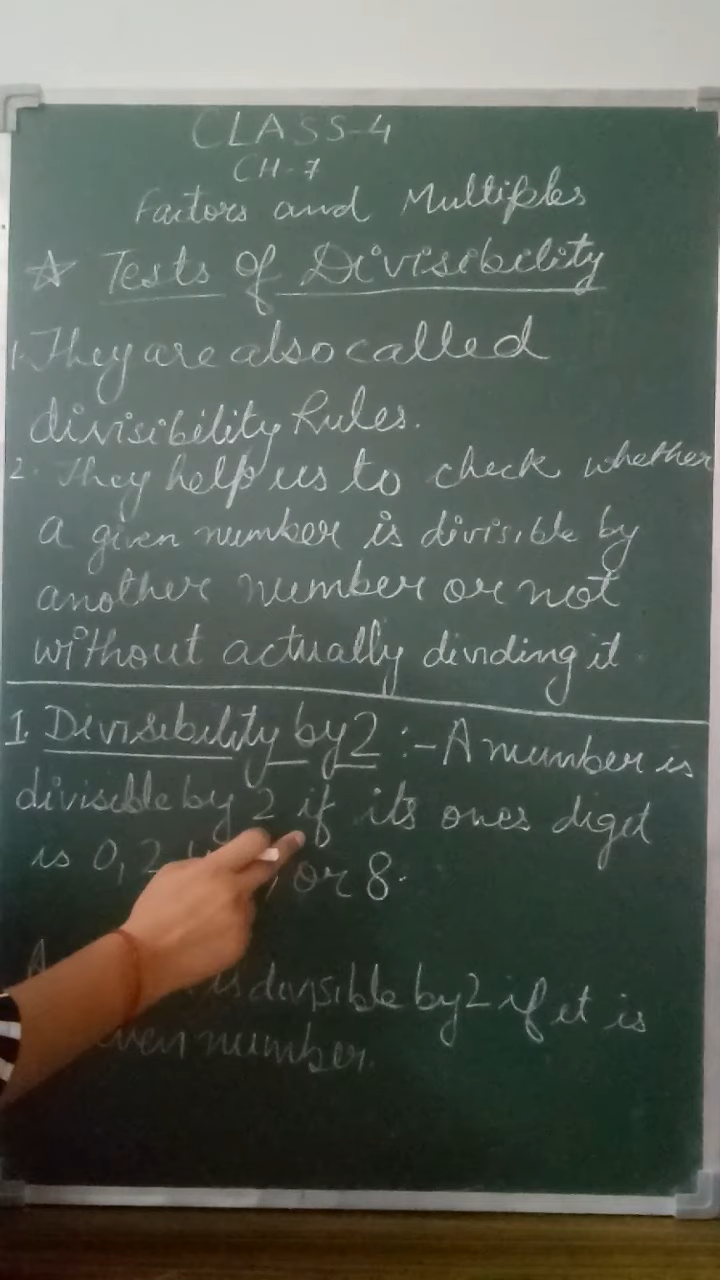 CLASS-4
CH-7
Factors and Multiples
☆ Tests of Divisibility
1. They are also called
divisibility Rules.
2. They help us to check whether
a given number is divisible by
another number or not
without actually dividing it.
1. Divisibility by 2 :- A number is
divisible by 2 if its ones digit
is 0, 2 or 8.
A is divisible by 2 if it is
even number.